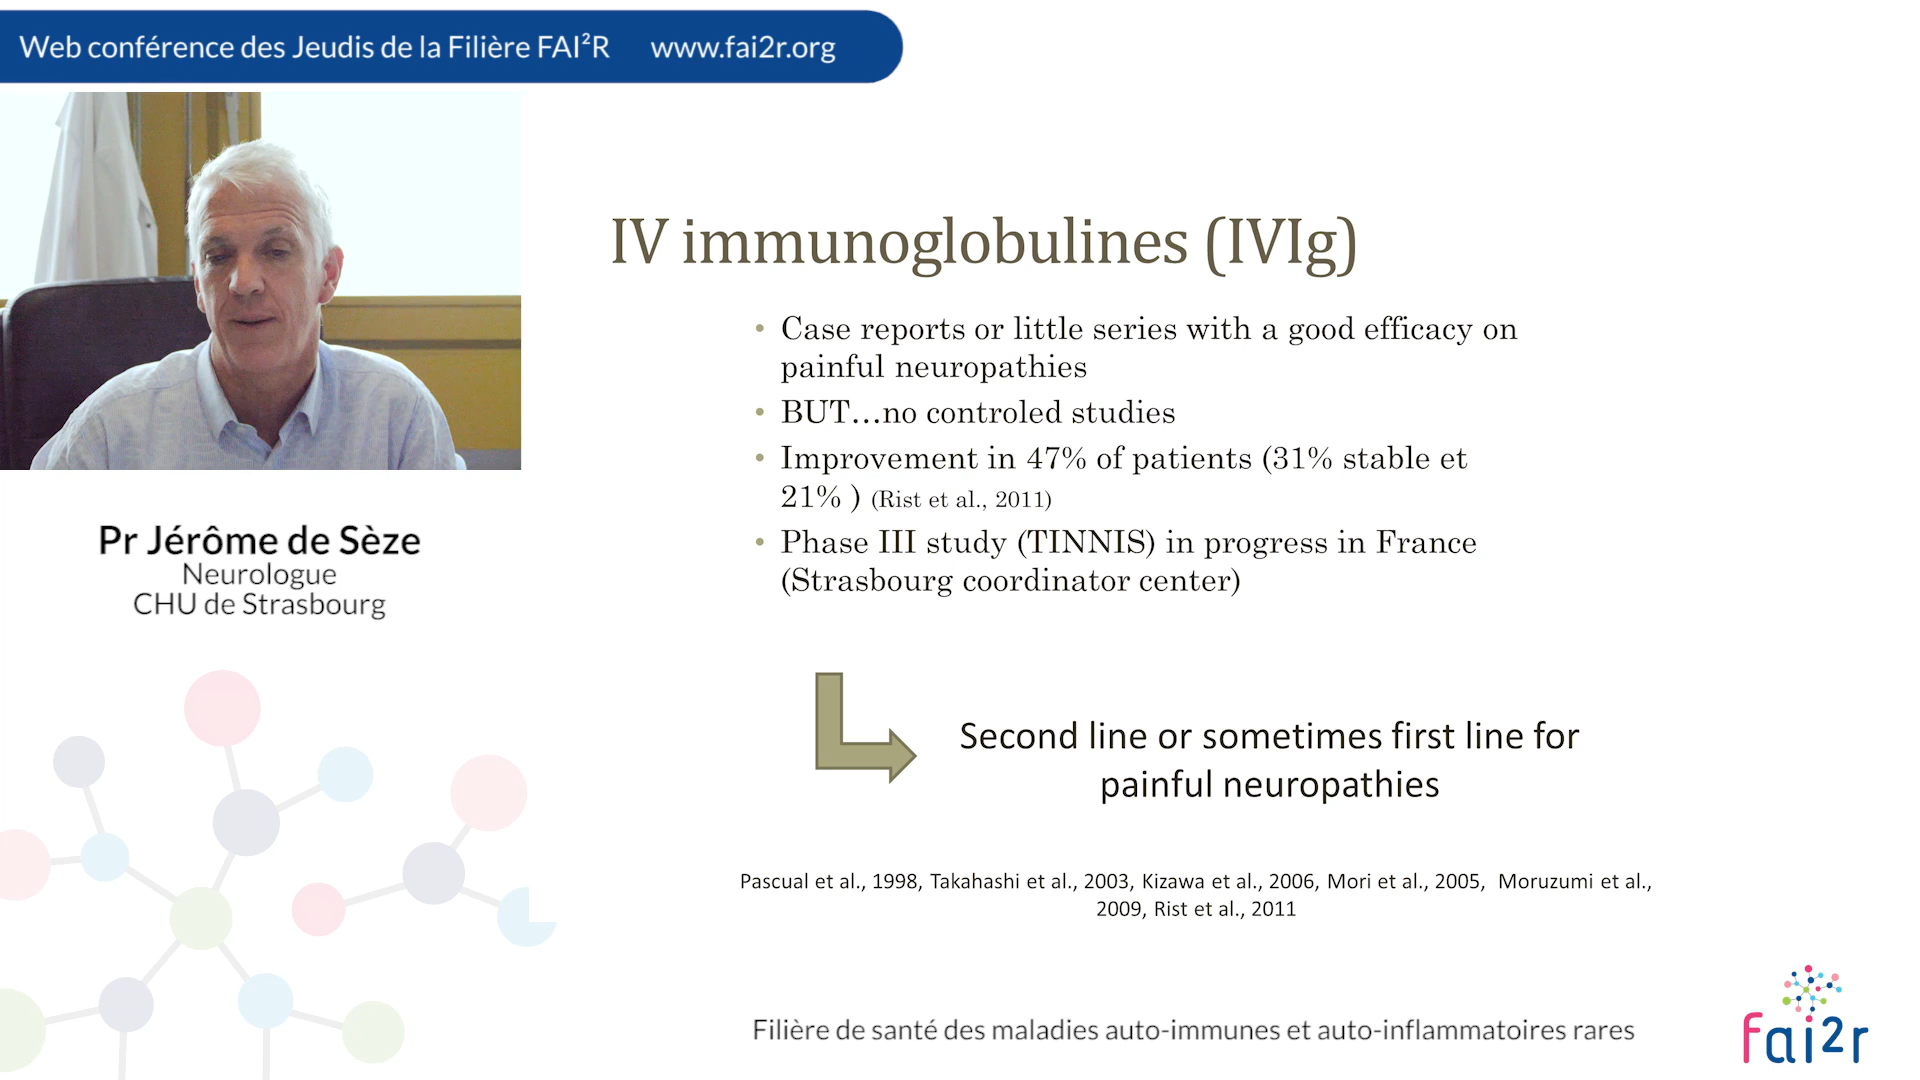 Web conférence des Jeudis de la Filière FAI²R www.fai2r.org
Pr Jérôme de Sèze
Neurologue
CHU de Strasbourg
IV immunoglobulines (IVIg)
• Case reports or little series with a good efficacy on
painful neuropathies
• BUT...no controled studies
• Improvement in 47% of patients (31% stable et
21% ) (Rist et al., 2011)
• Phase III study (TINNIS) in progress in France
(Strasbourg coordinator center)
Second line or sometimes first line for
painful neuropathies
Pascual et al., 1998, Takahashi et al., 2003, Kizawa et al., 2006, Mori et al., 2005, Moruzumi et al.,
2009, Rist et al., 2011
Filière de santé des maladies auto-immunes et auto-inflammatoires rares
fai2r